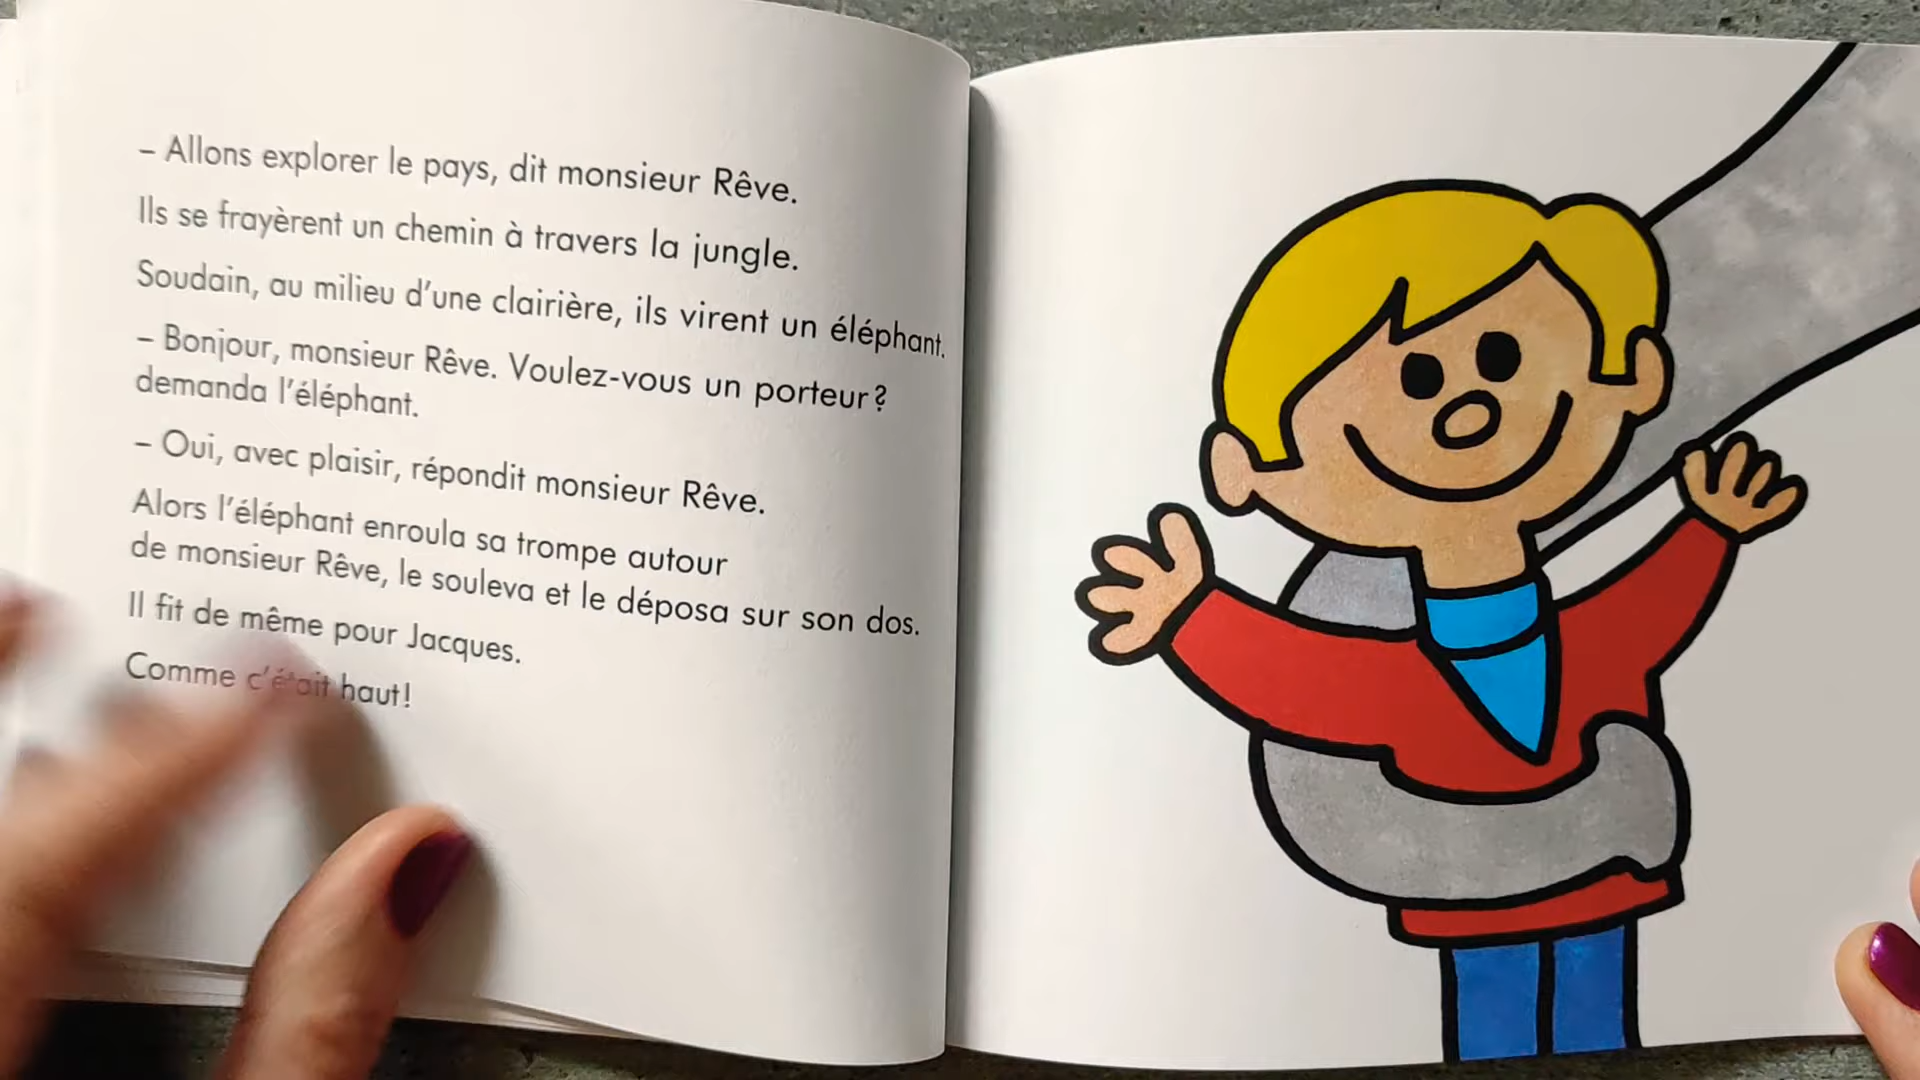 – Allons explorer le pays, dit monsieur Rêve.
Ils se frayèrent un chemin à travers la jungle.
Soudain, au milieu d’une clairière, ils virent un éléphant.
– Bonjour, monsieur Rêve. Voulez-vous un porteur ?
demanda l’éléphant.
– Oui, avec plaisir, répondit monsieur Rêve.
Alors l’éléphant enroula sa trompe autour
de monsieur Rêve, le souleva et le déposa sur son dos.
Il fit de même pour Jacques.
Comme c’était haut !